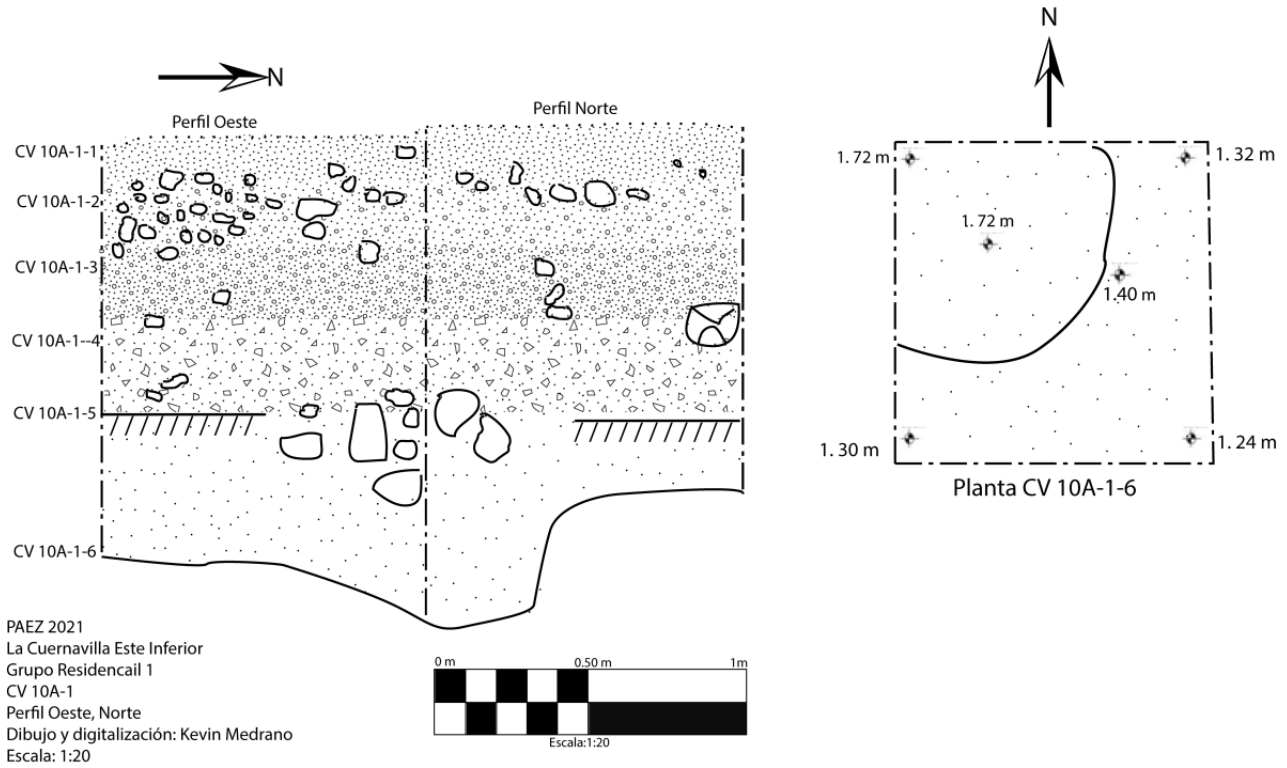 N
Perfil Oeste
Perfil Norte
CV 10A-1-1
CV 10A-1-2
CV 10A-1-3
CV 10A-1--4
CV 10A-1-5
CV 10A-1-6
N
1.72 m
1. 32 m
1.72 m
1.40 m
1. 30 m
1. 24 m
Planta CV 10A-1-6
PAEZ 2021
La Cuernavilla Este Inferior
Grupo Residencail 1
CV 10A-1
Perfil Oeste, Norte
Dibujo y digitalización: Kevin Medrano
Escala: 1:20
0 m 0.50 m 1m
Escala:1:20